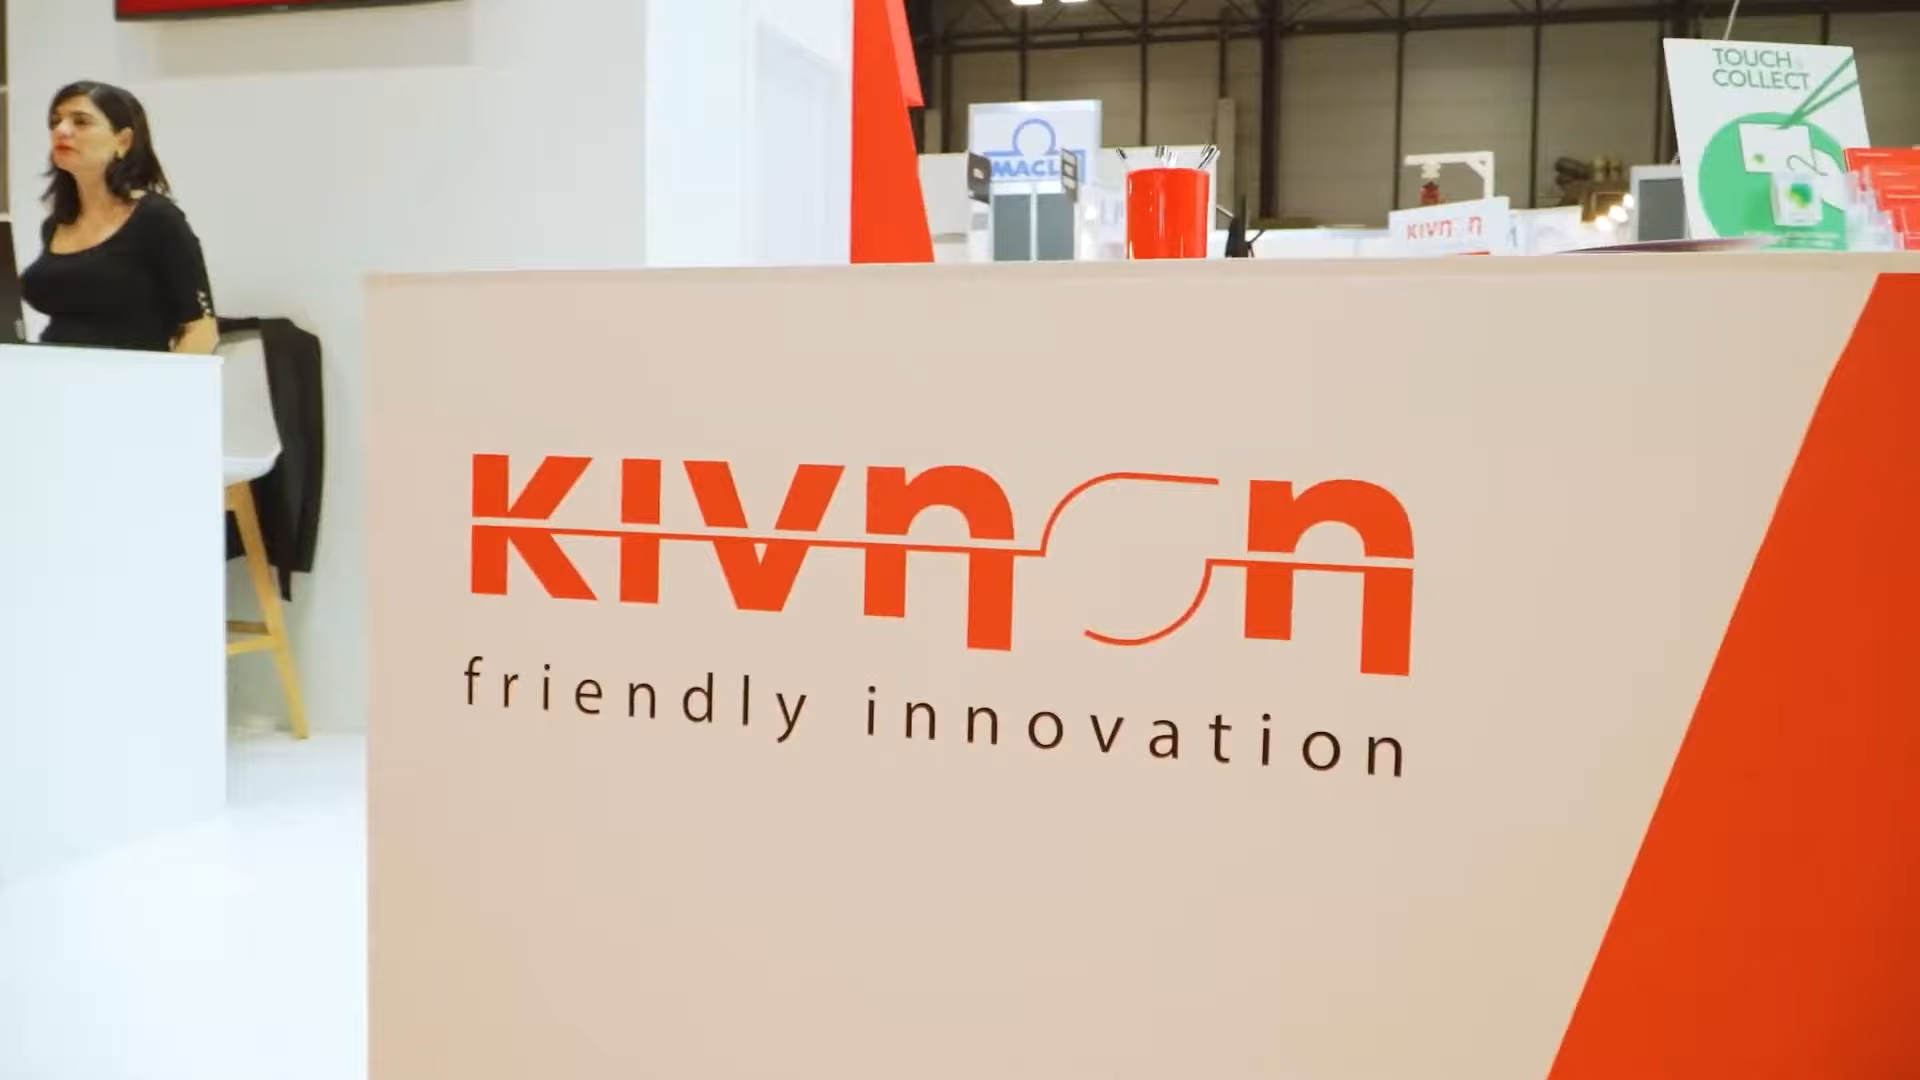 TOUCH &
COLLECT
MACL
KIVNON
KIVNON
friendly innovation